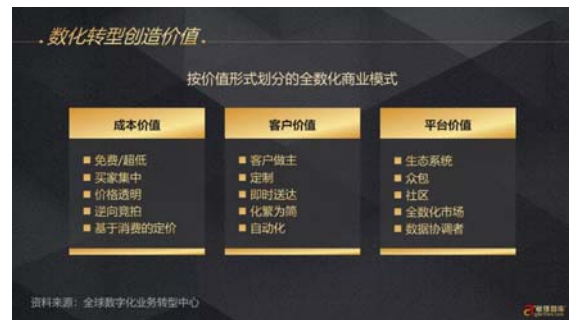 数化转型创造价值
按价值形式划分的全数化商业模式
成本价值
■ 免费/超低
■ 买家集中
■ 价格透明
■ 逆向竞拍
■ 基于消费的定价
客户价值
■ 客户做主
■ 定制
■ 即时送达
■ 化繁为简
■ 自动化
平台价值
■ 生态系统
■ 众包
■ 社区
■ 全数化市场
■ 数据协调者
资料来源：全球数字化业务转型中心